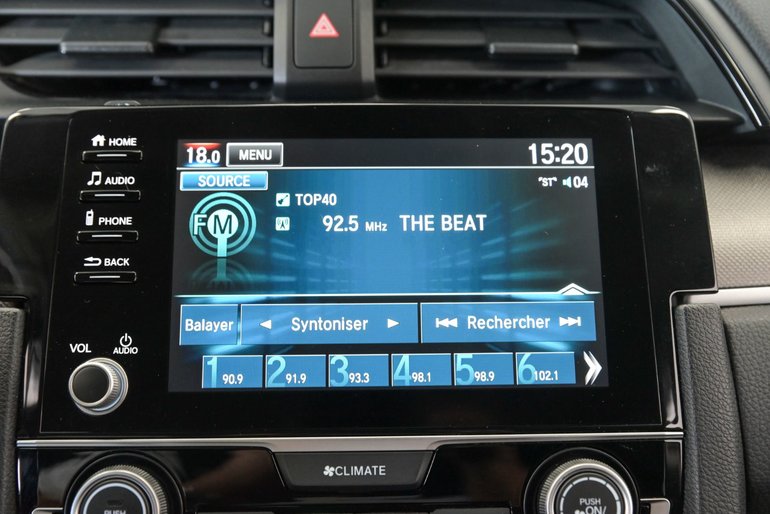 HOME
AUDIO
PHONE
BACK
VOL
AUDIO
18.0 MENU 15:20
SOURCE "ST" 04
FM
TOP40
92.5 MHz THE BEAT
Balayer Syntoniser Rechercher
1 90.9 2 91.9 3 93.3 4 98.1 5 98.9 6 102.1
CLIMATE
PUSH
PUSH
ON/